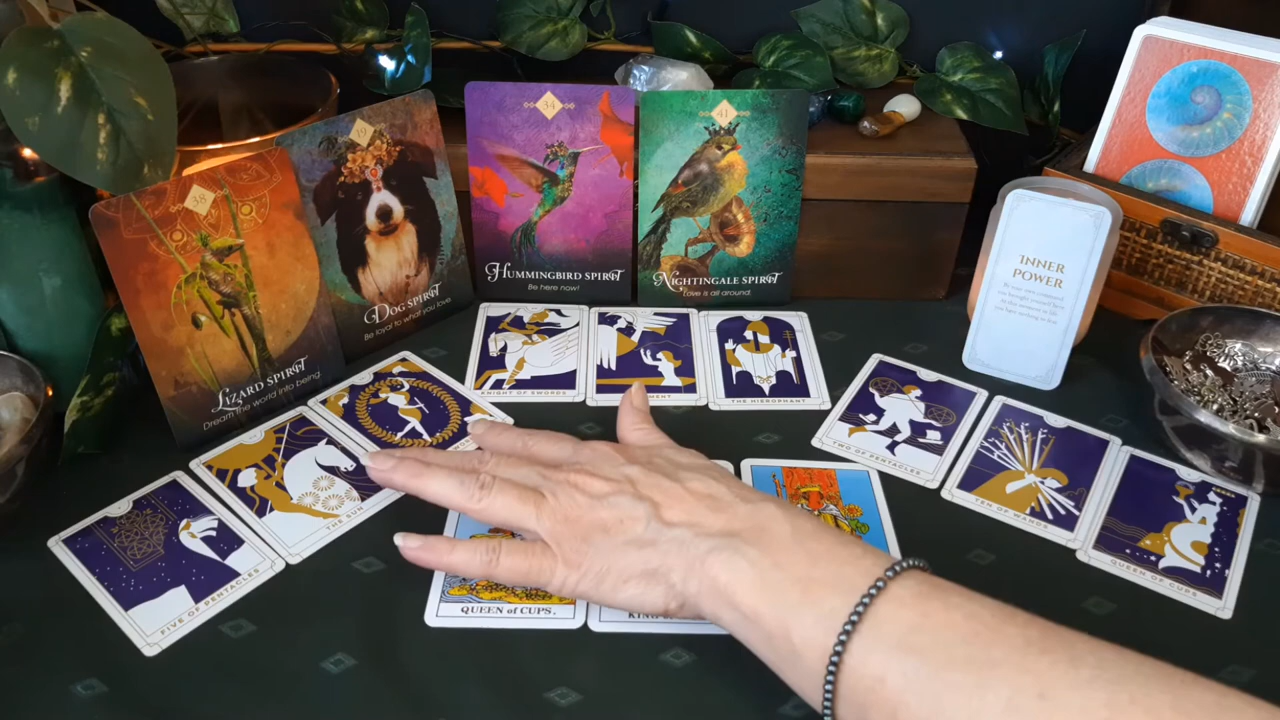 38
LIZARD SPIRIT
Dream the world into being.
19
DOG SPIRIT
Be loyal to what you love
34
HUMMINGBIRD SPIRIT
Be here now!
41
NIGHTINGALE SPIRIT
Love is all around.
INNER
POWER
FIVE OF PENTACLES
THE SUN
KNIGHT OF SWORDS
THE HIEROPHANT
TWO OF PENTACLES
TEN OF WANDS
QUEEN OF CUPS
QUEEN of CUPS.